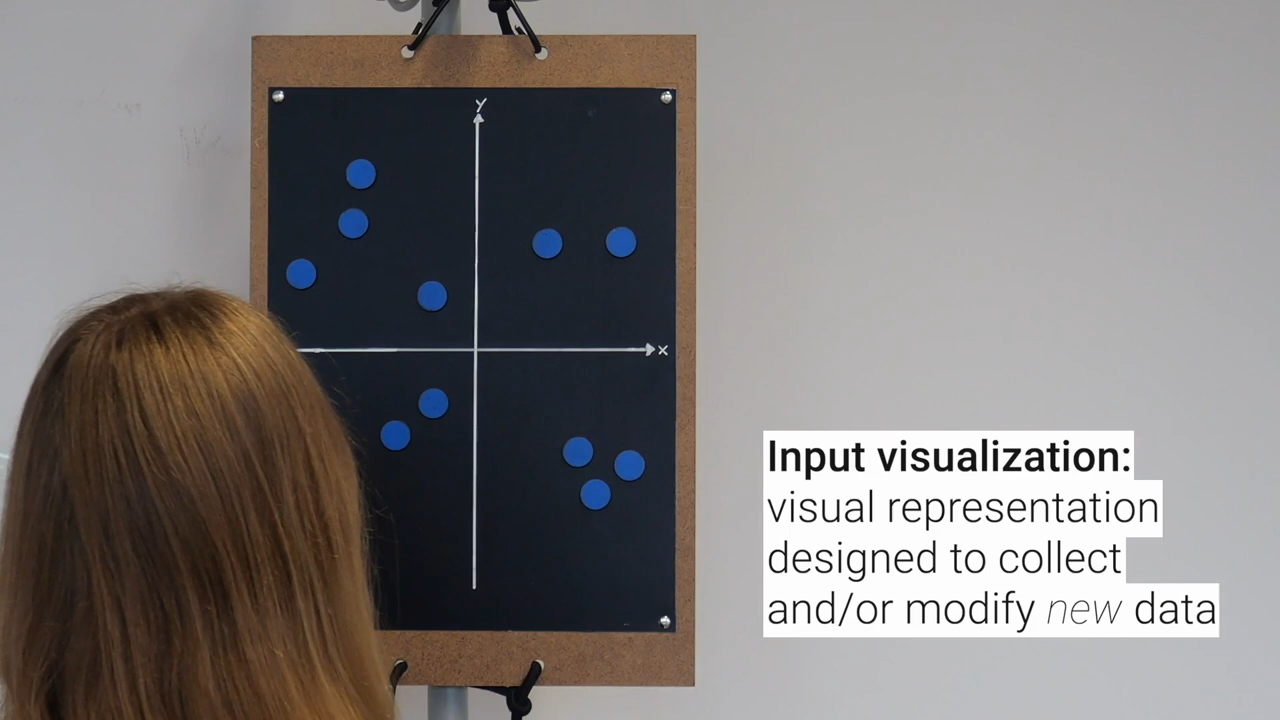 Y
X
Input visualization:
visual representation
designed to collect
and/or modify new data